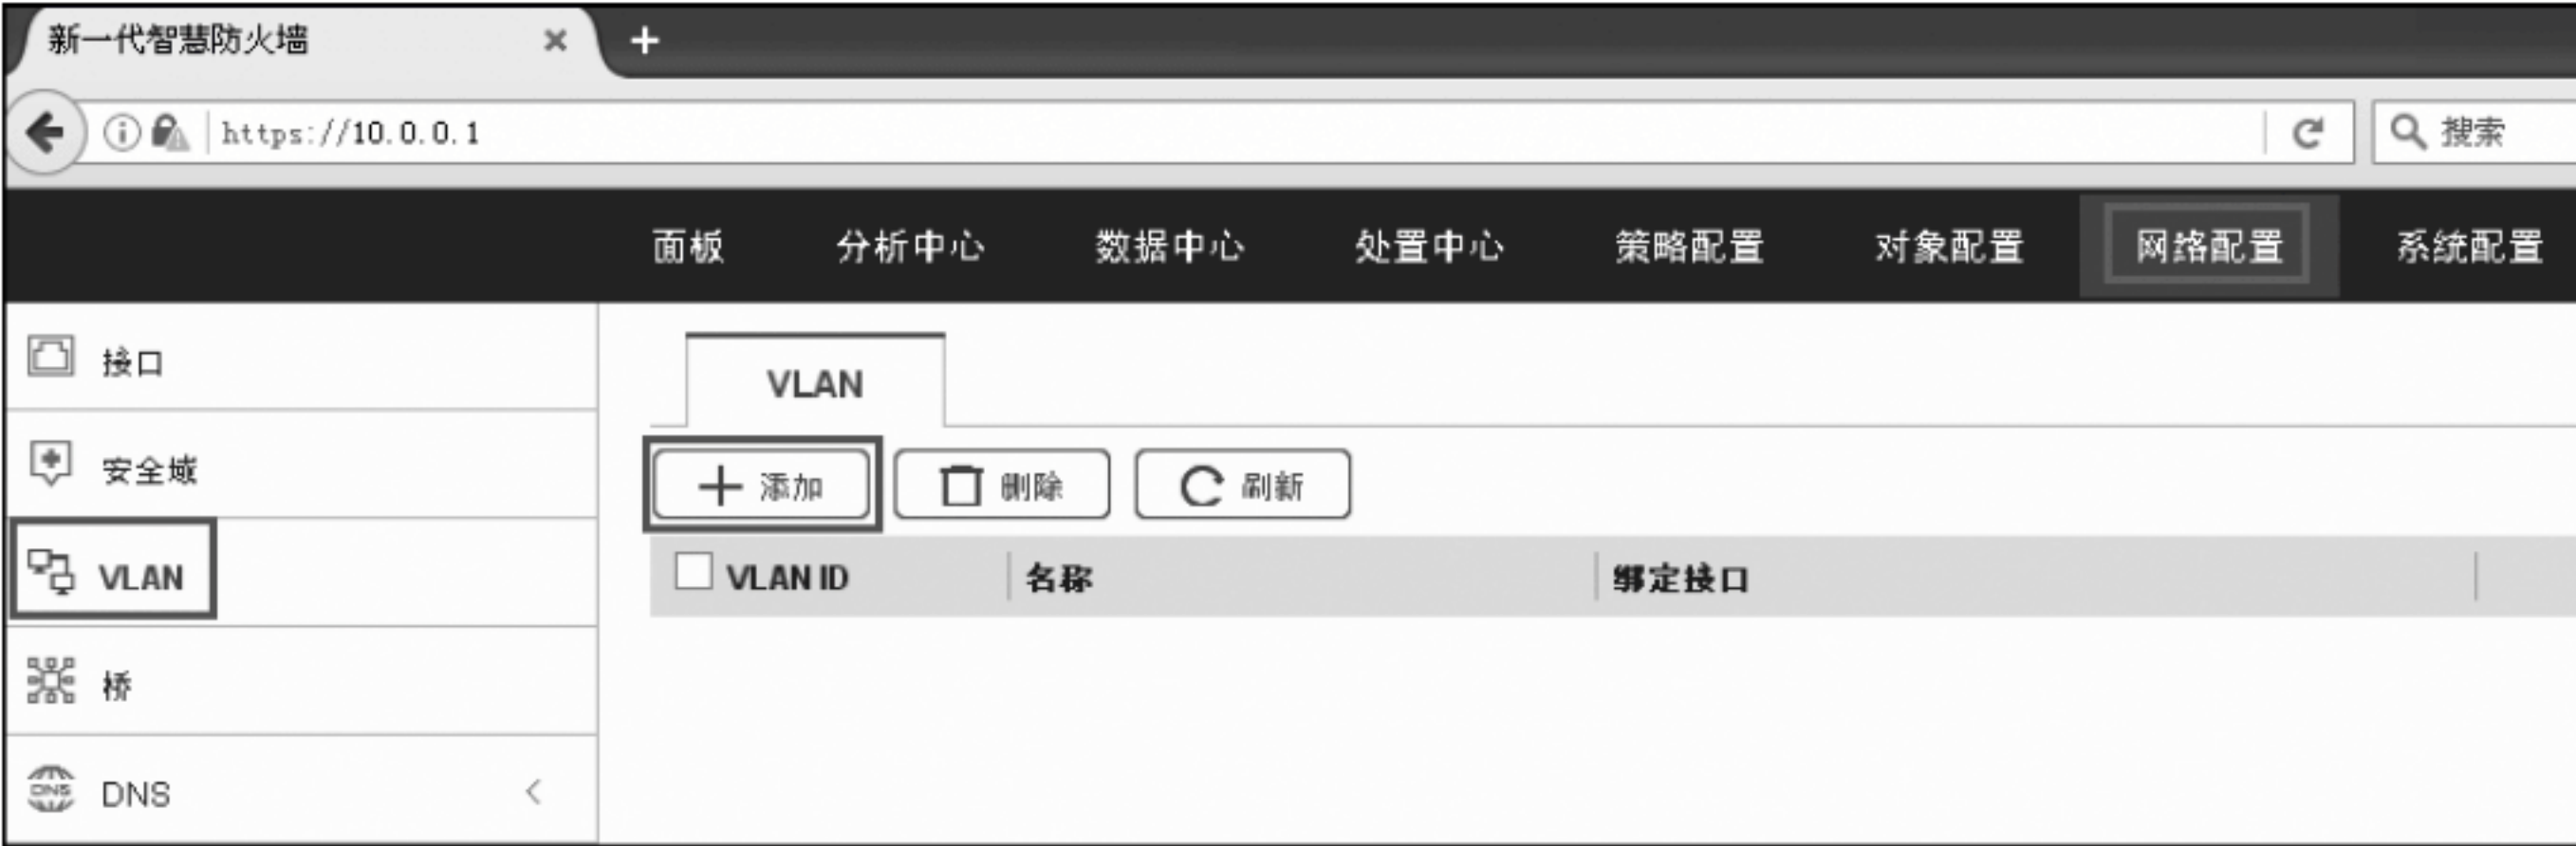 新一代智慧防火墙
https://10.0.0.1
搜索
面板 分析中心 数据中心 处置中心 策略配置 对象配置 网络配置 系统配置
接口
安全域
VLAN
桥
DNS
VLAN
添加 删除 刷新
VLAN ID 名称 绑定接口